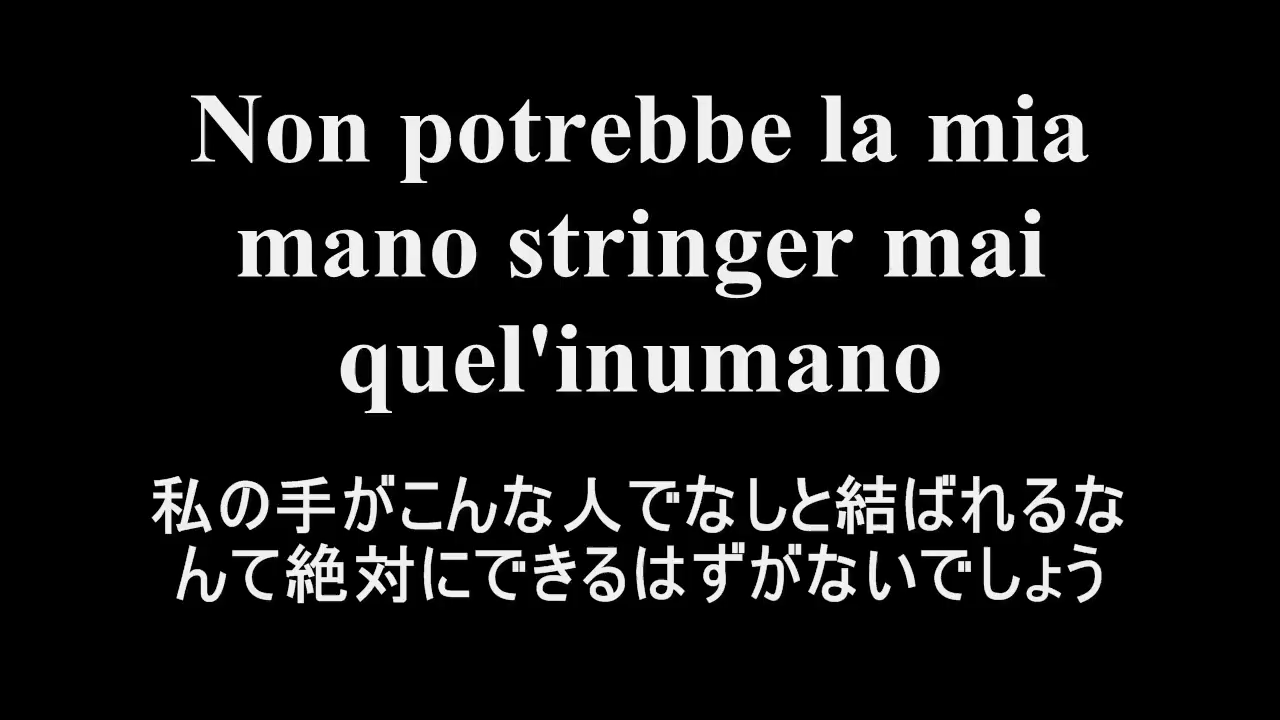 Non potrebbe la mia
mano stringer mai
quel'inumano
私の手がこんな人でなしと結ばれるな
んて絶対にできるはずがないでしょう